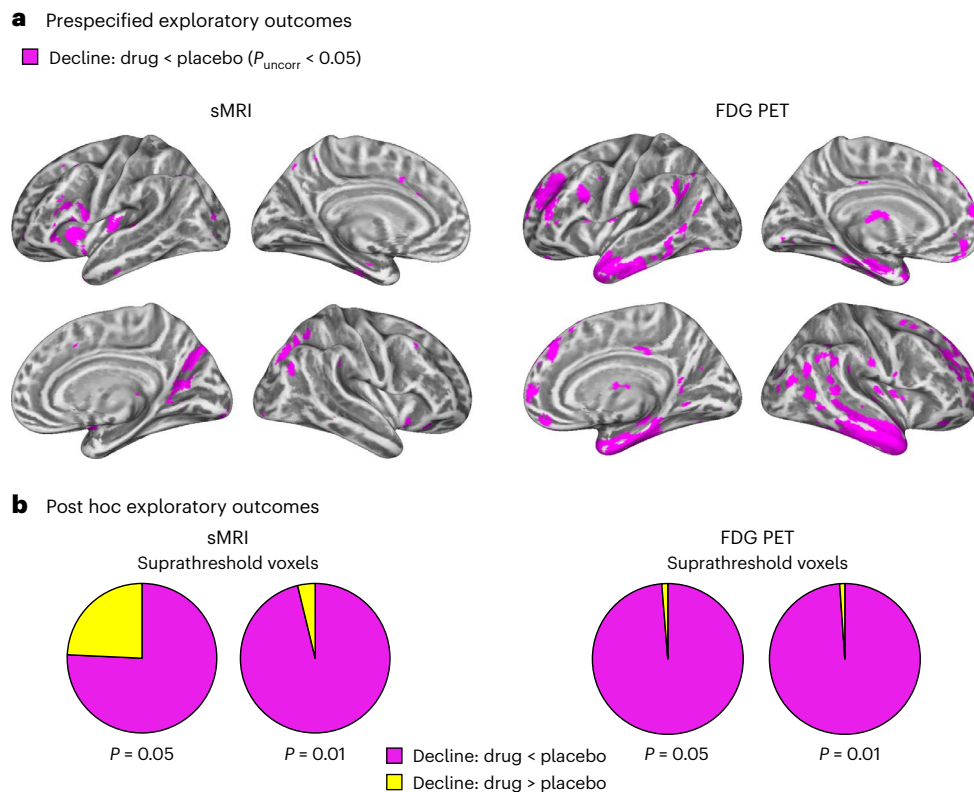 a Prespecified exploratory outcomes
Decline: drug < placebo (Puncorr < 0.05)
sMRI
FDG PET
b Post hoc exploratory outcomes
sMRI
Suprathreshold voxels
FDG PET
Suprathreshold voxels
P = 0.05
P = 0.01
P = 0.05
P = 0.01
Decline: drug < placebo
Decline: drug > placebo